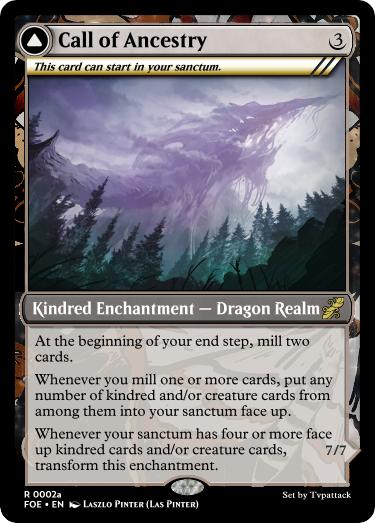 Call of Ancestry 3
This card can start in your sanctum.
Kindred Enchantment — Dragon Realm
At the beginning of your end step, mill two
cards.
Whenever you mill one or more cards, put any
number of kindred and/or creature cards from
among them into your sanctum face up.
Whenever your sanctum has four or more face
up kindred cards and/or creature cards,
transform this enchantment.
7/7
R 0002a
FOE • EN Laszlo Pinter (Las Pinter)
Set by Tvpattack